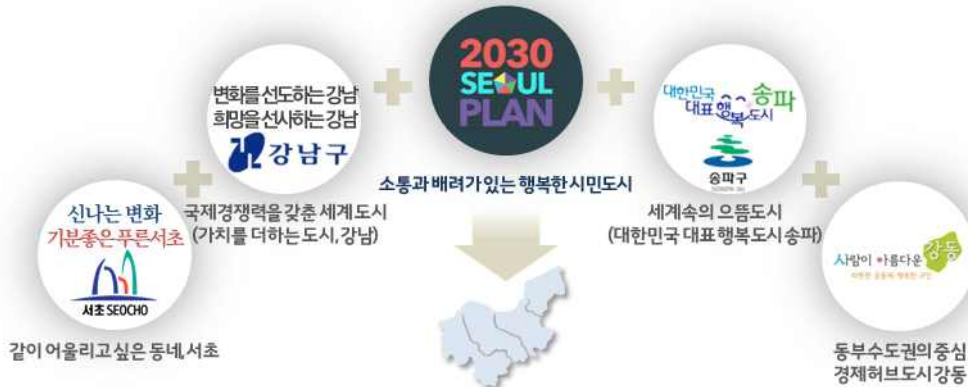 2030
SEOUL
PLAN
소통과 배려가 있는 행복한 시민도시
변화를 선도하는 강남
희망을 선사하는 강남
강남구
국제경쟁력을 갖춘 세계 도시
(가치를 더하는 도시, 강남)
신나는 변화
기분좋은 푸른서초
서초 SEOCHO
같이 어울리고 싶은 동네, 서초
대한민국
대표 행복도시 송파
송파구
세계속의 으뜸도시
(대한민국 대표 행복도시 송파)
사람이 아름다운 강동
동부수도권의 중심
경제허브도시 강동